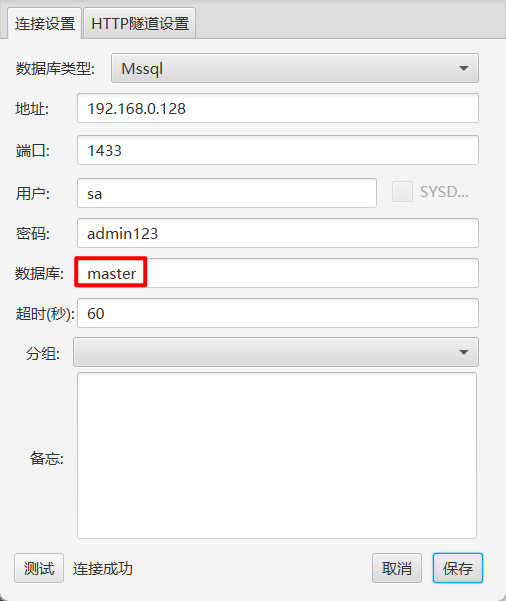 连接设置 HTTP隧道设置
数据库类型: Mssql
地址: 192.168.0.128
端口: 1433
用户: sa SYSD...
密码: admin123
数据库: master
超时(秒): 60
分组:
备忘:
测试 连接成功 取消 保存